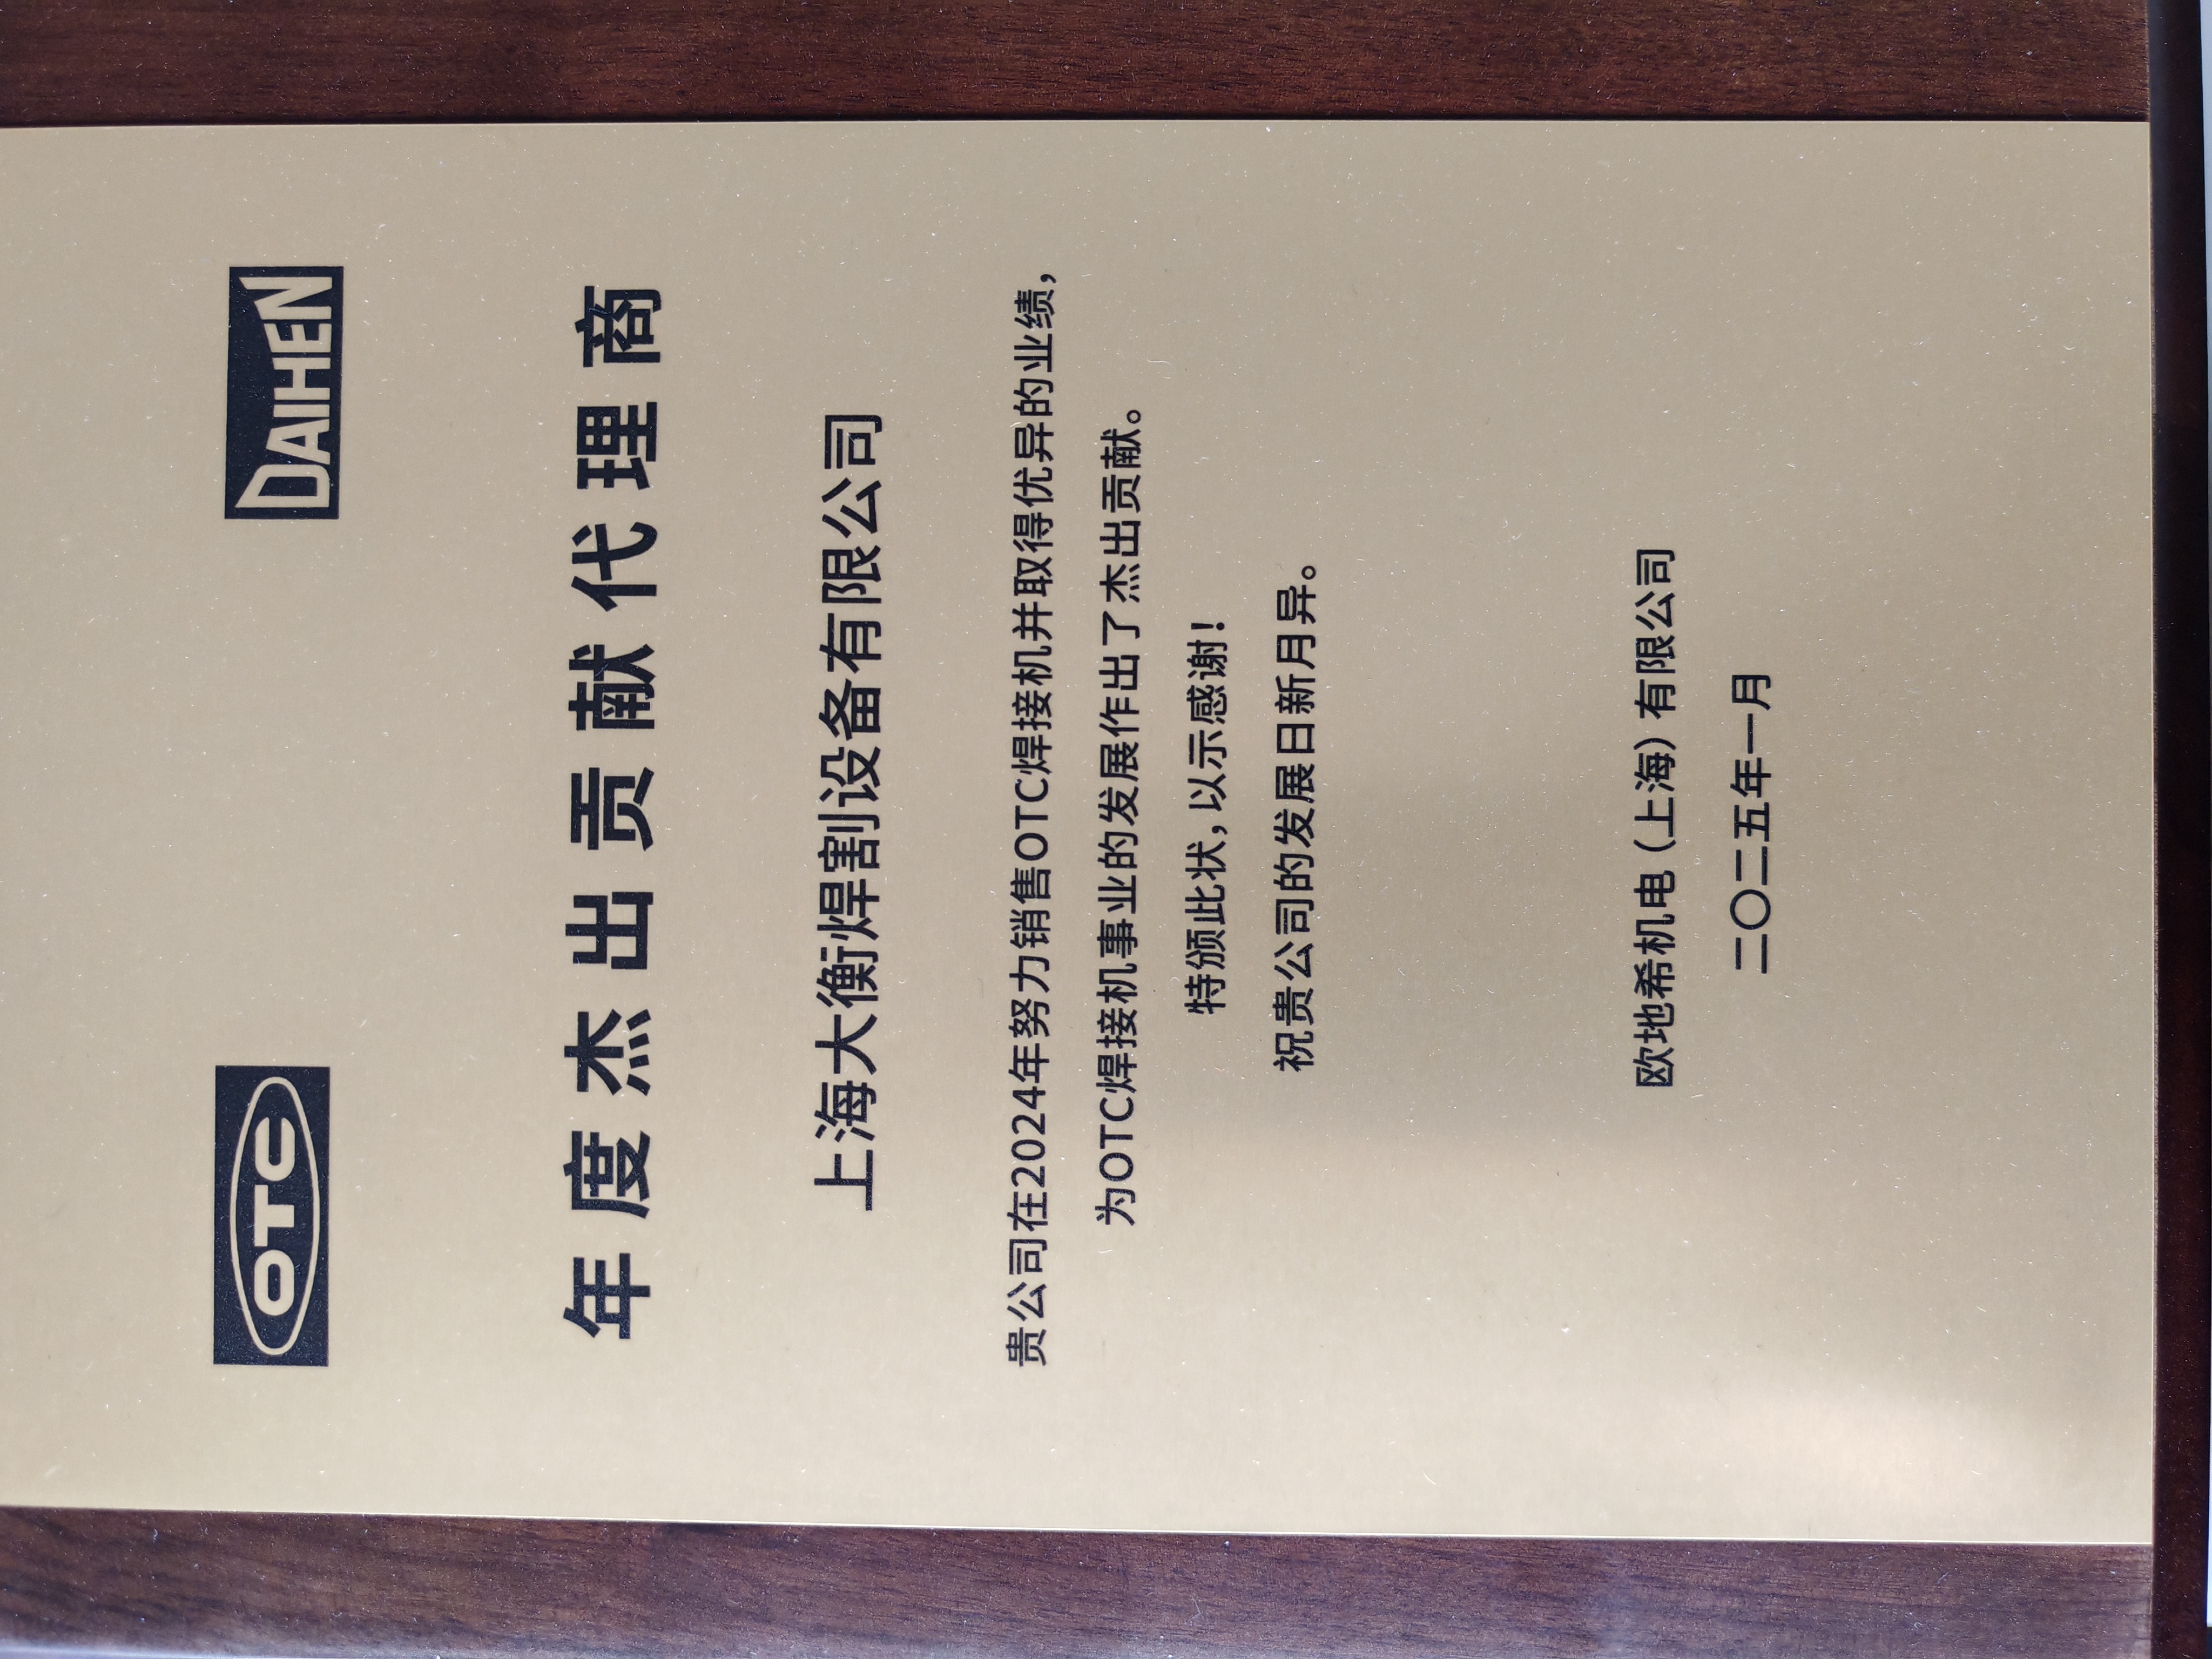 OTC DAIHEN
年度杰出贡献代理商
上海大衡焊割设备有限公司
贵公司在2024年努力销售OTC焊接机并取得优异的业绩，
为OTC焊接机事业的发展作出了杰出贡献。
特颁此状，以示感谢！
祝贵公司的发展日新月异。
欧地希机电（上海）有限公司
二〇二五年一月